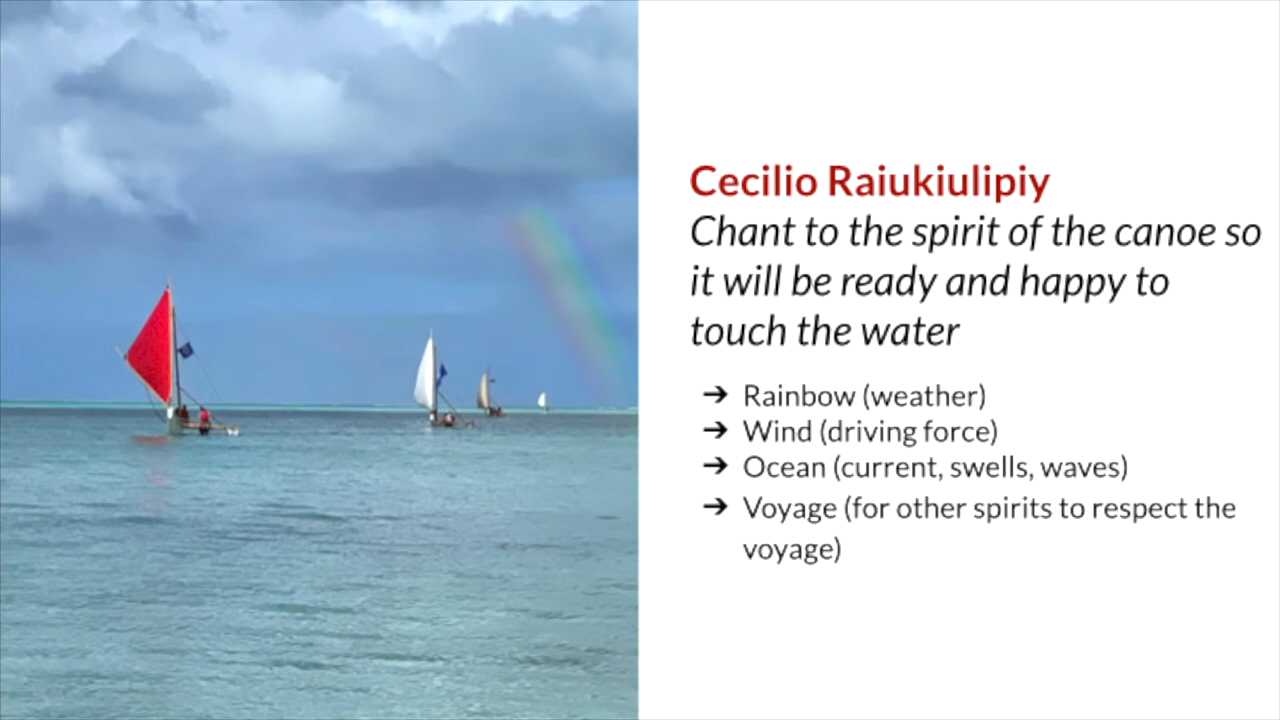 Cecilio Raiukiulipiy
Chant to the spirit of the canoe so
it will be ready and happy to
touch the water
➔ Rainbow (weather)
➔ Wind (driving force)
➔ Ocean (current, swells, waves)
➔ Voyage (for other spirits to respect the
voyage)